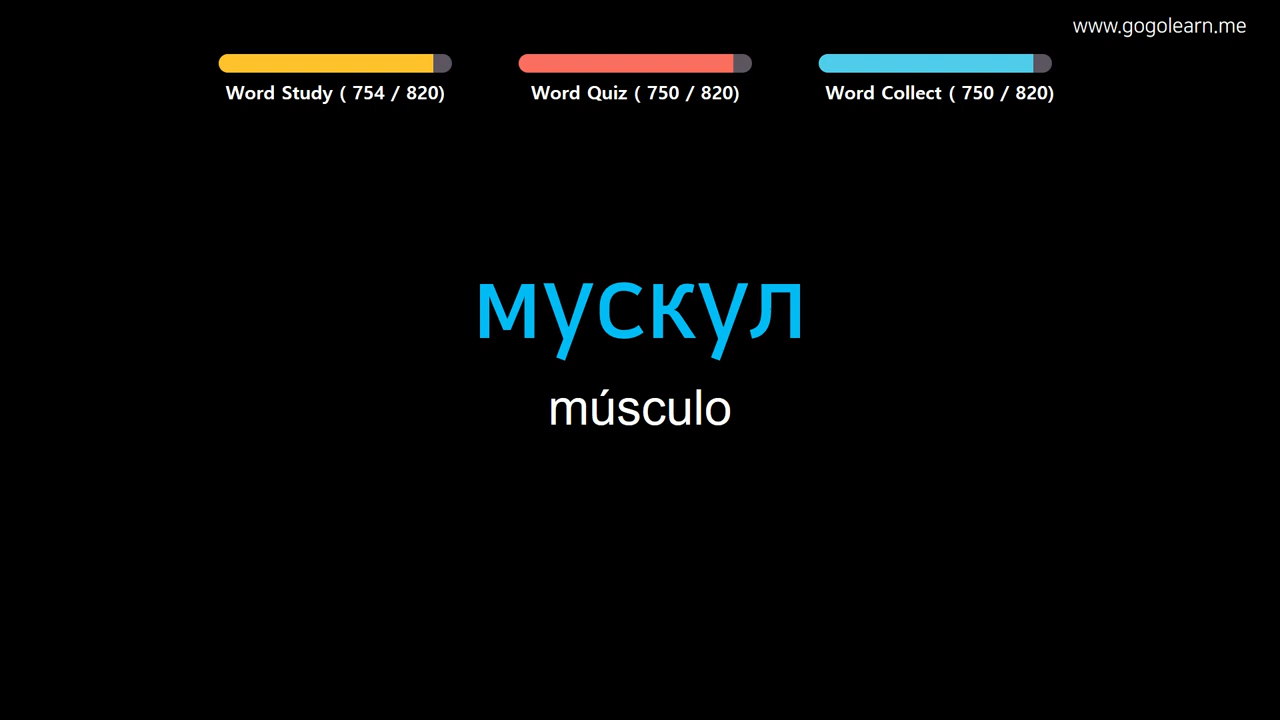 www.gogolearn.me
Word Study ( 754 / 820)
Word Quiz ( 750 / 820)
Word Collect ( 750 / 820)
мускул
músculo